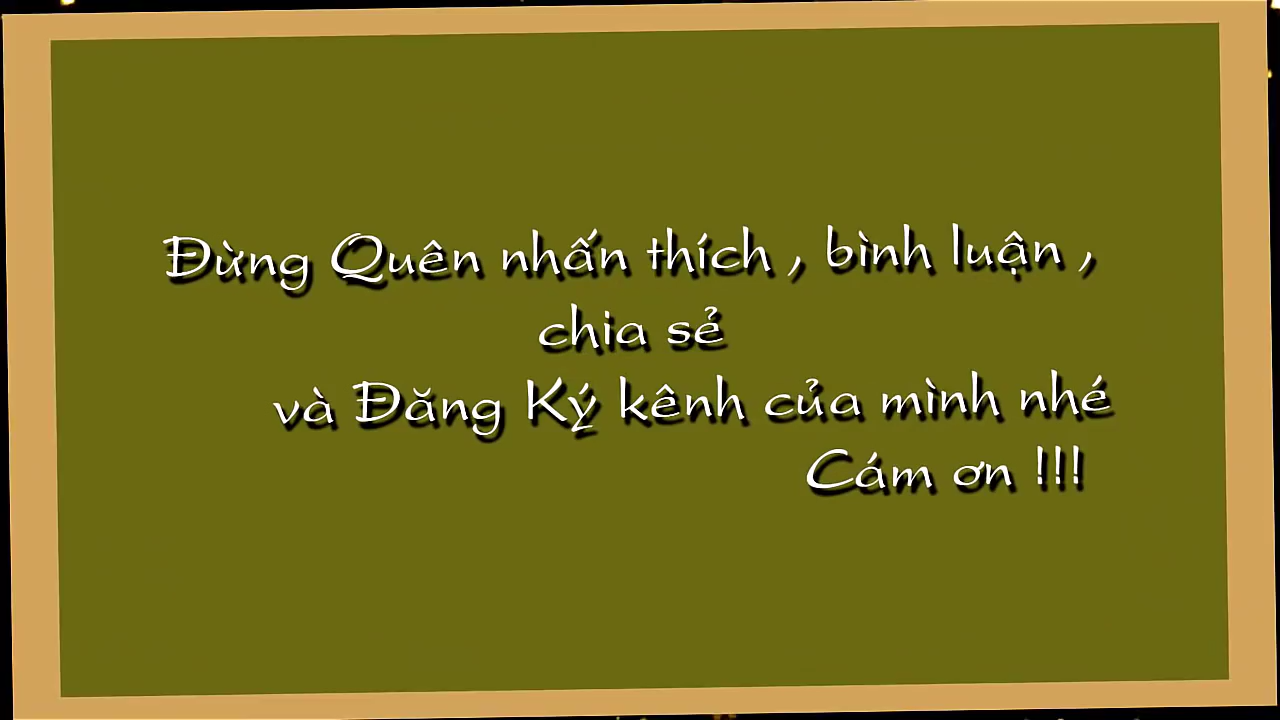 Đừng Quên nhấn thích , bình luận ,
chia sẻ
và Đăng Ký kênh của mình nhé
Cám ơn !!!